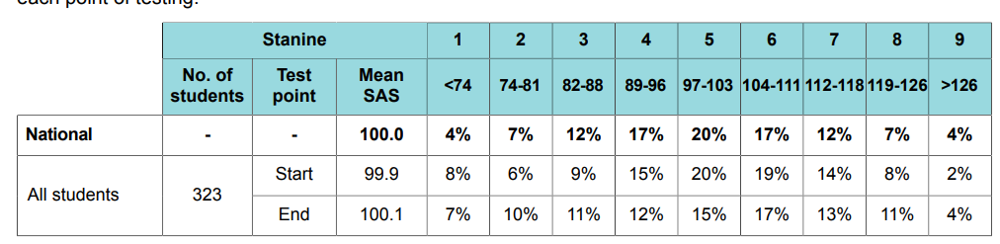 each point of testing.
Stanine 1 2 3 4 5 6 7 8 9
No. of students Test point Mean SAS <74 74-81 82-88 89-96 97-103 104-111 112-118 119-126 >126
National - - 100.0 4% 7% 12% 17% 20% 17% 12% 7% 4%
All students 323 Start 99.9 8% 6% 9% 15% 20% 19% 14% 8% 2%
End 100.1 7% 10% 11% 12% 15% 17% 13% 11% 4%